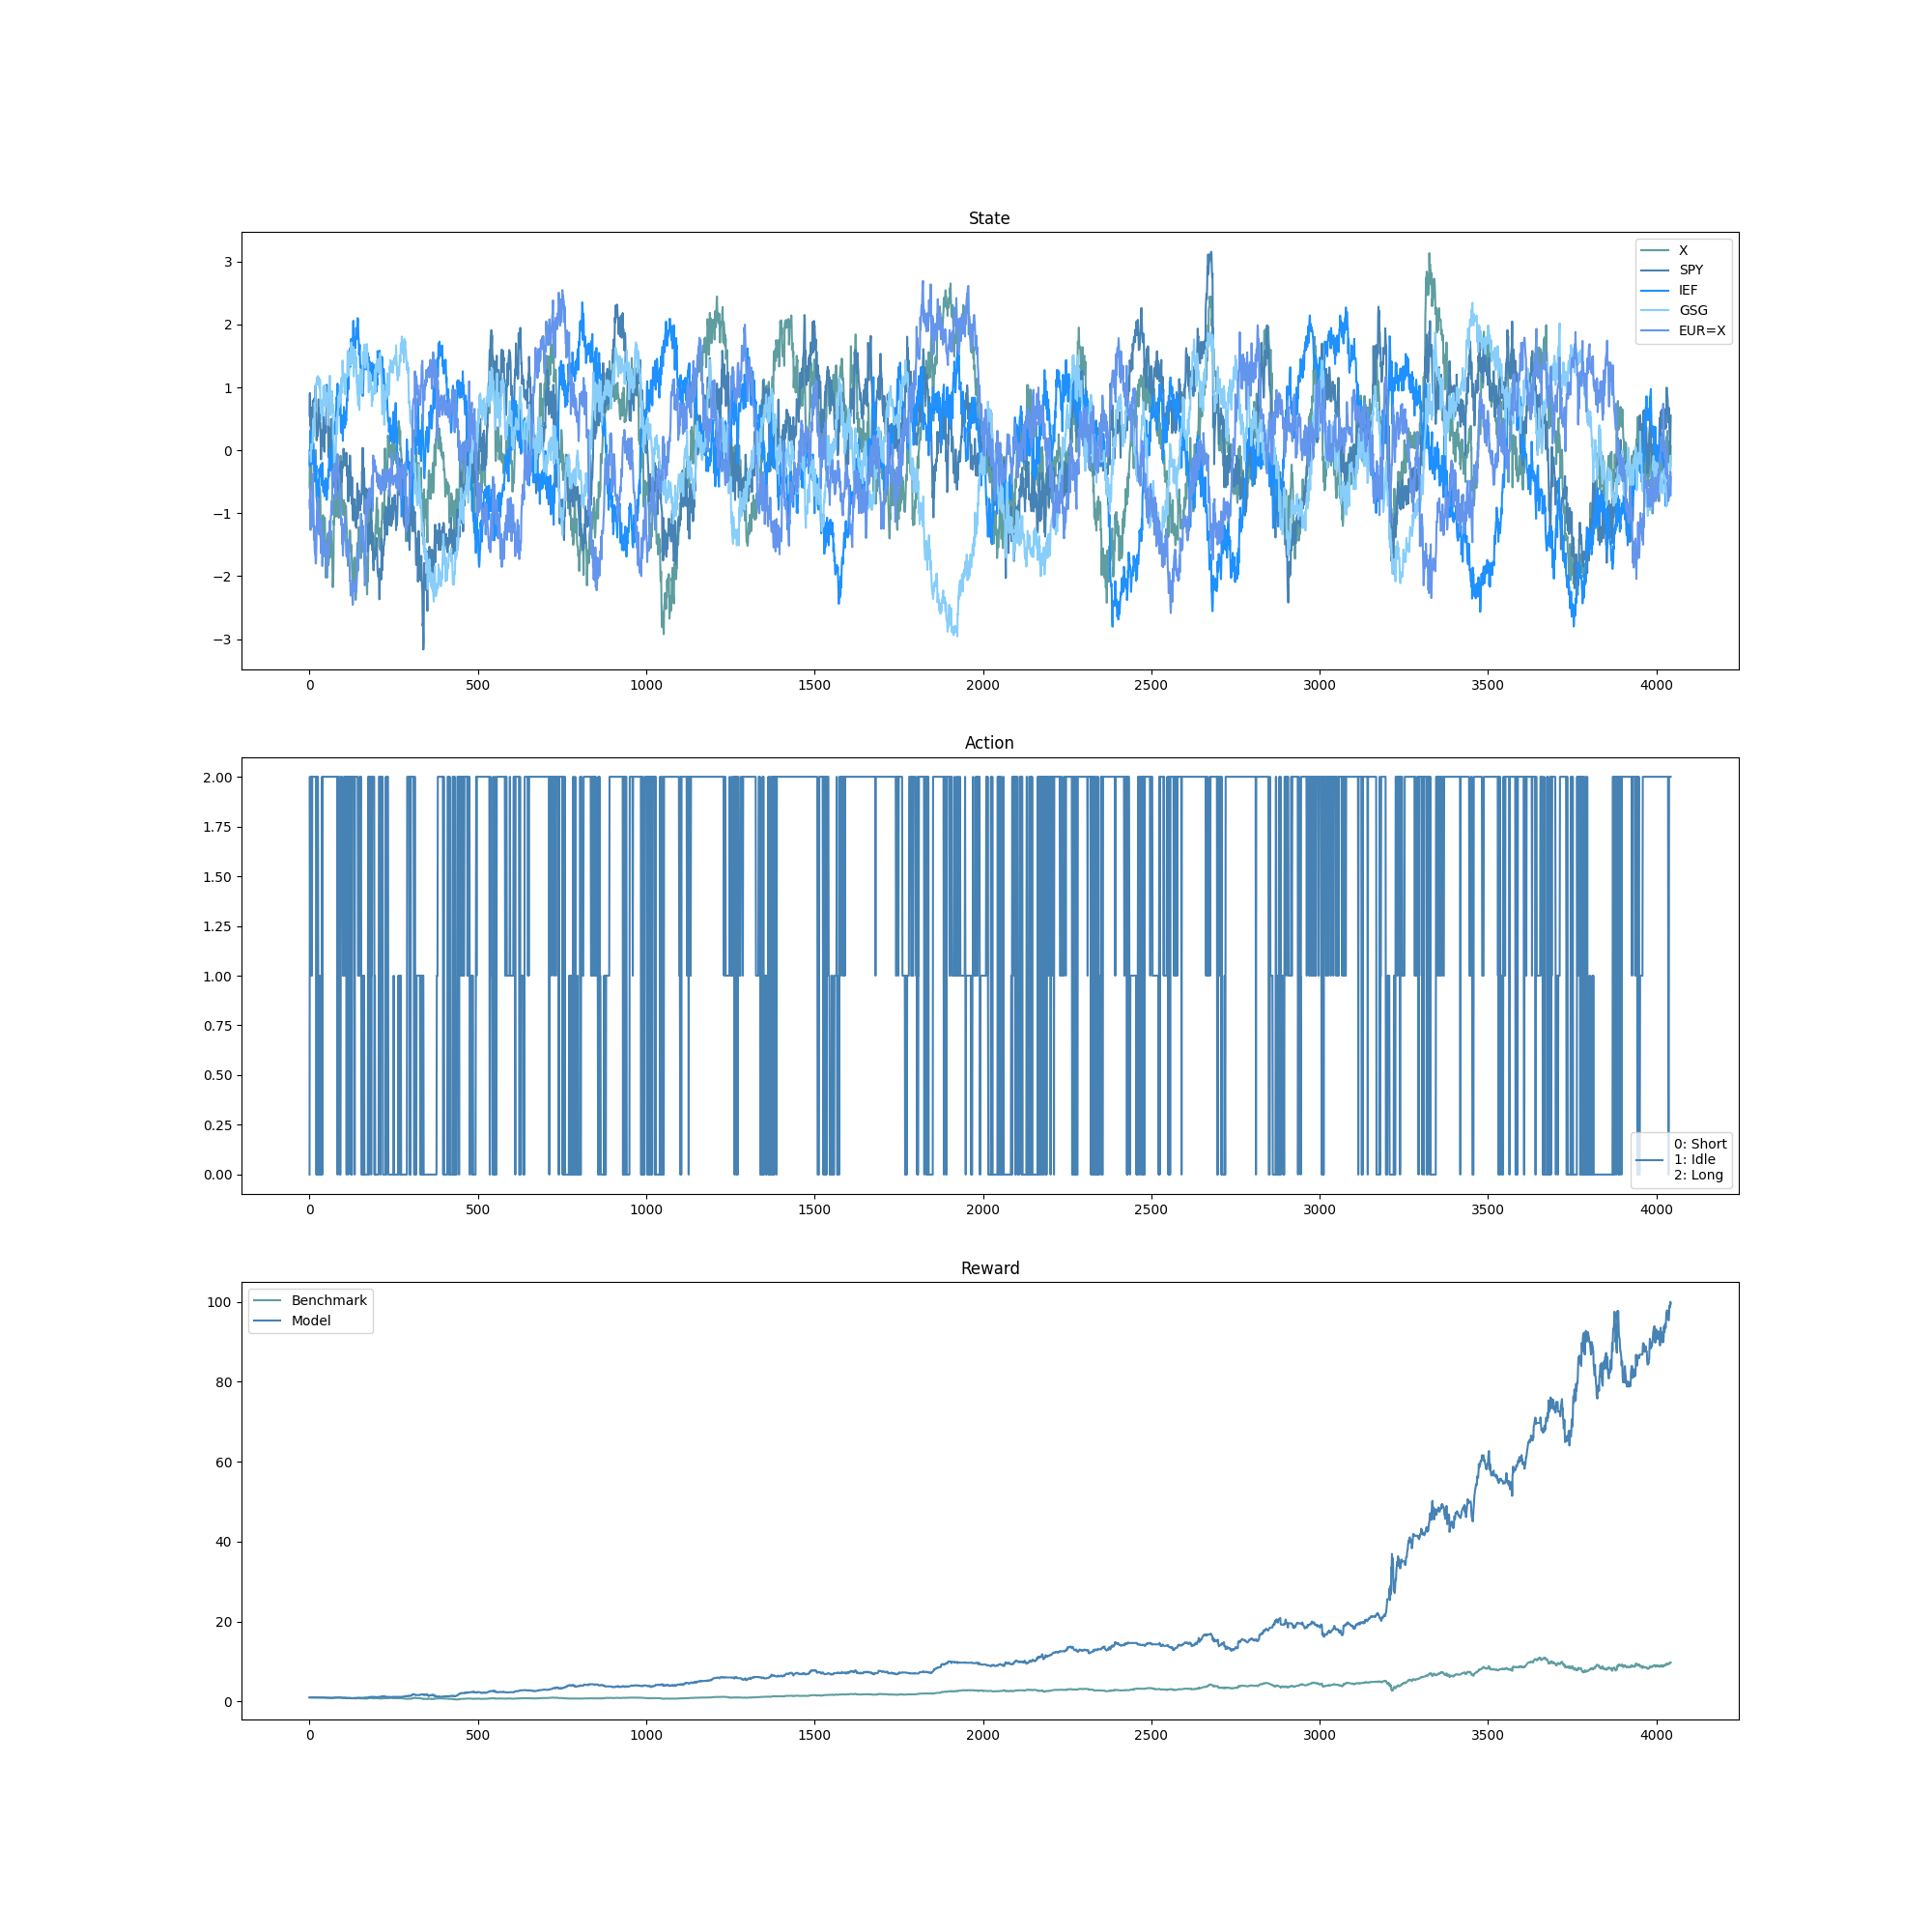 State
3
2
1
0
−1
−2
−3
X
SPY
IEF
GSG
EUR=X
0 500 1000 1500 2000 2500 3000 3500 4000
Action
2.00
1.75
1.50
1.25
1.00
0.75
0.50
0.25
0.00
0: Short
1: Idle
2: Long
0 500 1000 1500 2000 2500 3000 3500 4000
Reward
Benchmark
Model
100
80
60
40
20
0
0 500 1000 1500 2000 2500 3000 3500 4000